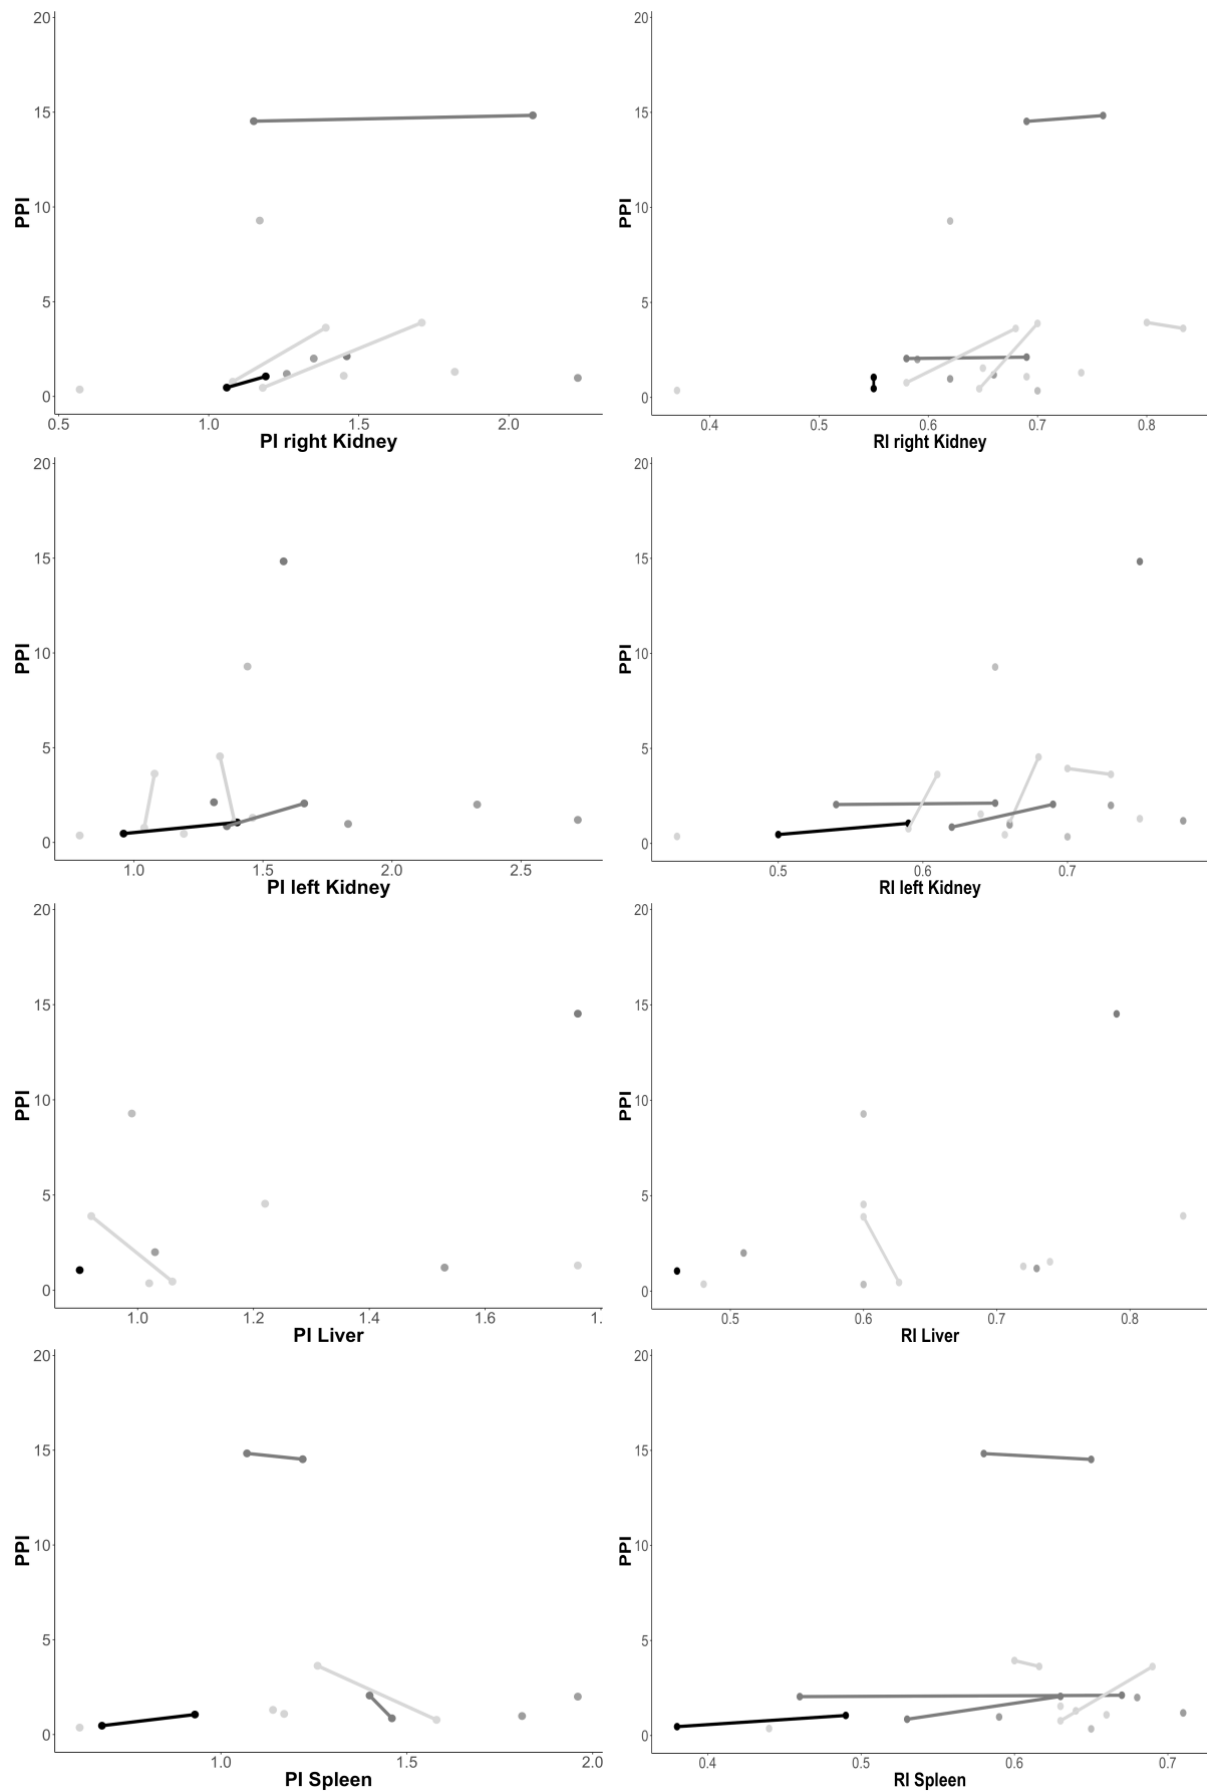 20
15
PPI
10
5
0
0.5 1.0 1.5 2.0
PI right Kidney
20
15
PPI
10
5
0
0.4 0.5 0.6 0.7 0.8
RI right Kidney
20
15
PPI
10
5
0
1.0 1.5 2.0 2.5
PI left Kidney
20
15
PPI
10
5
0
0.5 0.6 0.7
RI left Kidney
20
15
PPI
10
5
0
1.0 1.2 1.4 1.6 1.
PI Liver
20
15
PPI
10
5
0
0.5 0.6 0.7 0.8
RI Liver
20
15
PPI
10
5
0
1.0 1.5 2.0
PI Spleen
20
15
PPI
10
5
0
0.4 0.5 0.6 0.7
RI Spleen